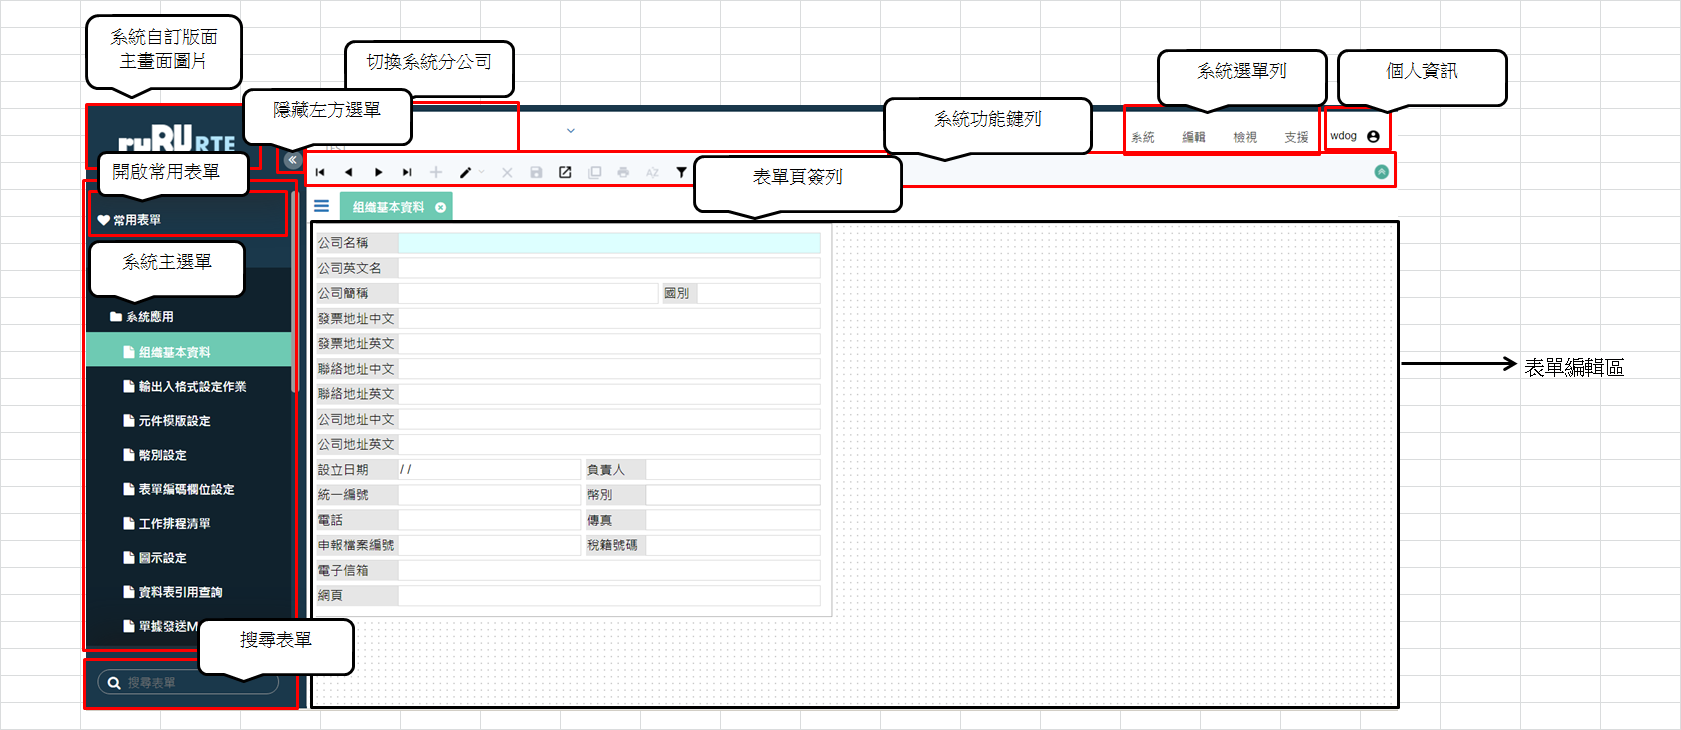 系統自訂版面
主畫面圖片
切換系統分公司
隱藏左方選單
系統功能鍵列
系統選單列
個人資訊
ruRU RTE
系統
編輯
檢視
支援
wdog
開啟常用表單
表單頁簽列
常用表單
組織基本資料
系統主選單
系統應用
組織基本資料
輸出入格式設定作業
元件模版設定
幣別設定
表單編碼欄位設定
工作排程清單
圖示設定
資料表引用查詢
單據發送M
搜尋表單
搜尋表單
公司名稱
公司英文名
公司簡稱
國別
發票地址中文
發票地址英文
聯絡地址中文
聯絡地址英文
公司地址中文
公司地址英文
設立日期 / /
負責人
統一編號
幣別
電話
傳真
申報檔案編號
稅籍號碼
電子信箱
網頁
表單編輯區